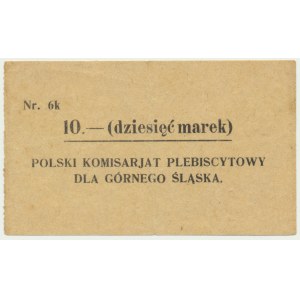 Nr. 6k
10.— (dziesięć marek)
POLSKI KOMISARJAT PLEBISCYTOWY
DLA GÓRNEGO ŚLĄSKA.